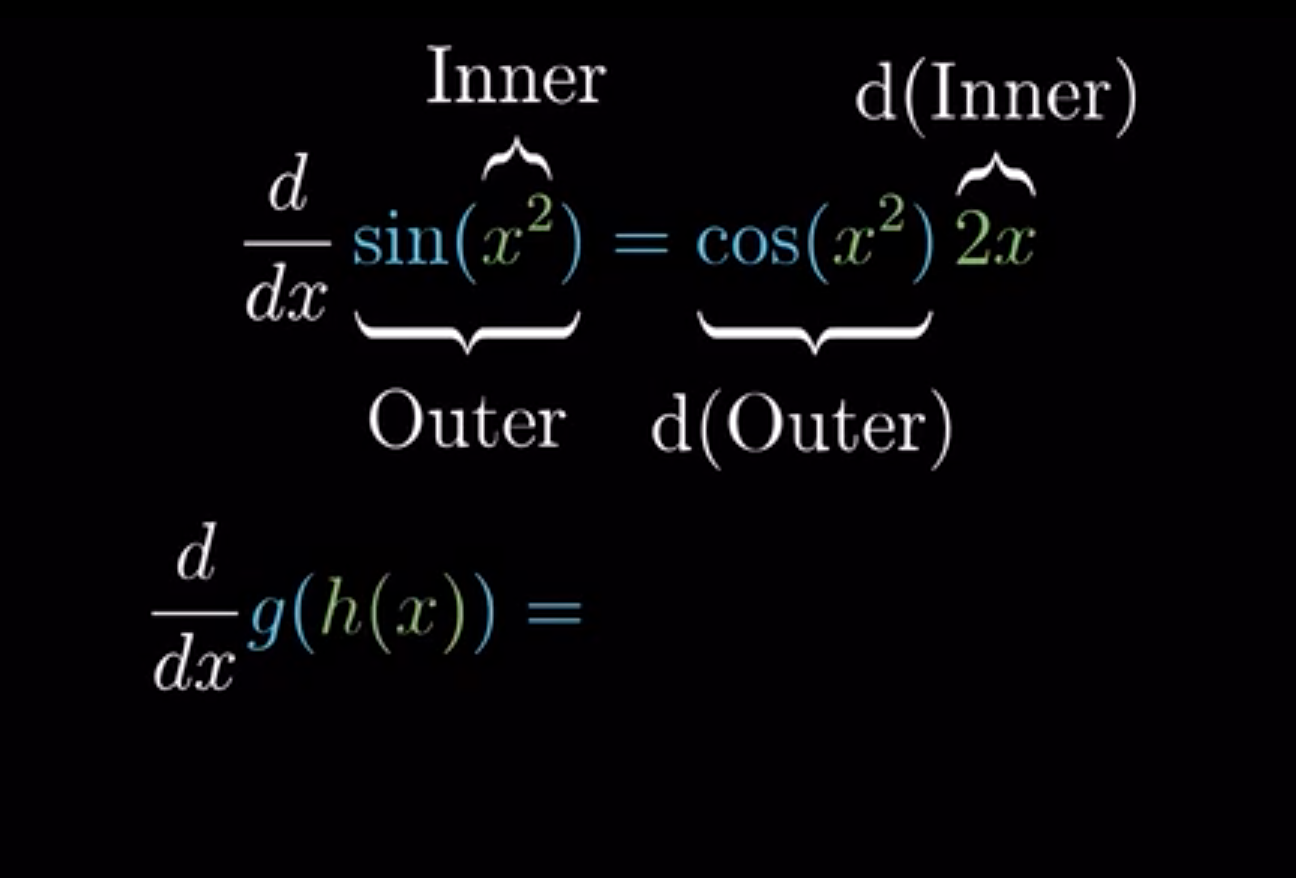 Inner d(Inner)
d/dx sin(x²) = cos(x²) 2x
Outer d(Outer)
d/dx g(h(x)) =